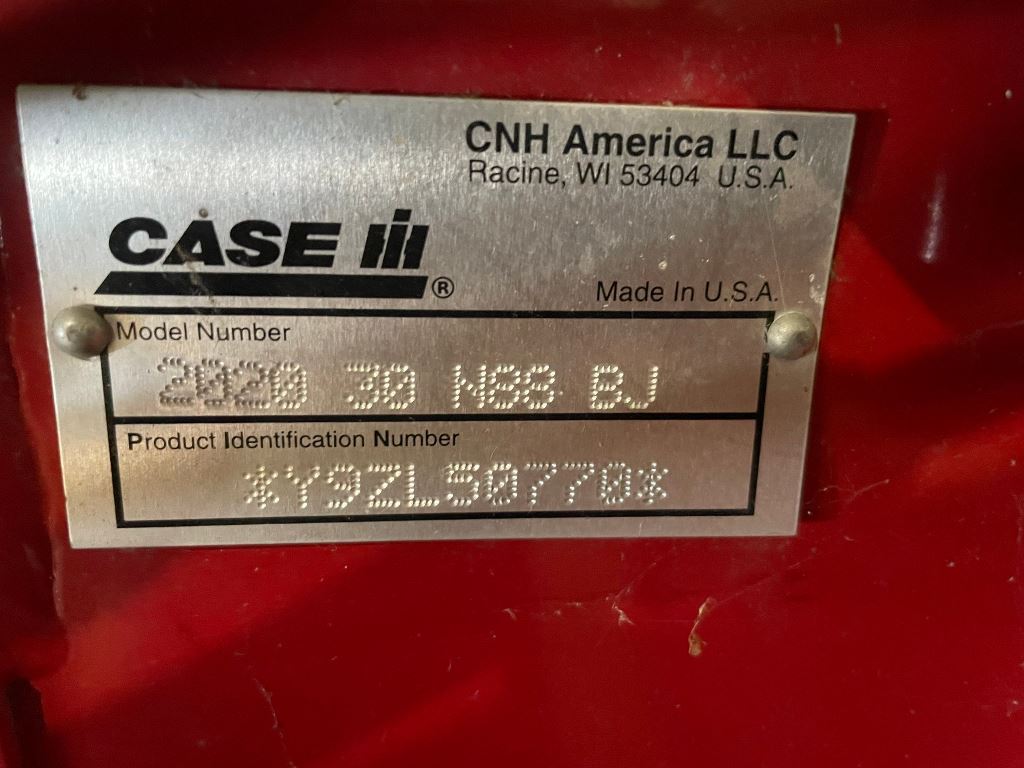 CNH America LLC
Racine, WI 53404 U.S.A.
CASE IH
®
Made In U.S.A.
Model Number
2020 30 N88 BJ
Product Identification Number
*Y9ZL50770*